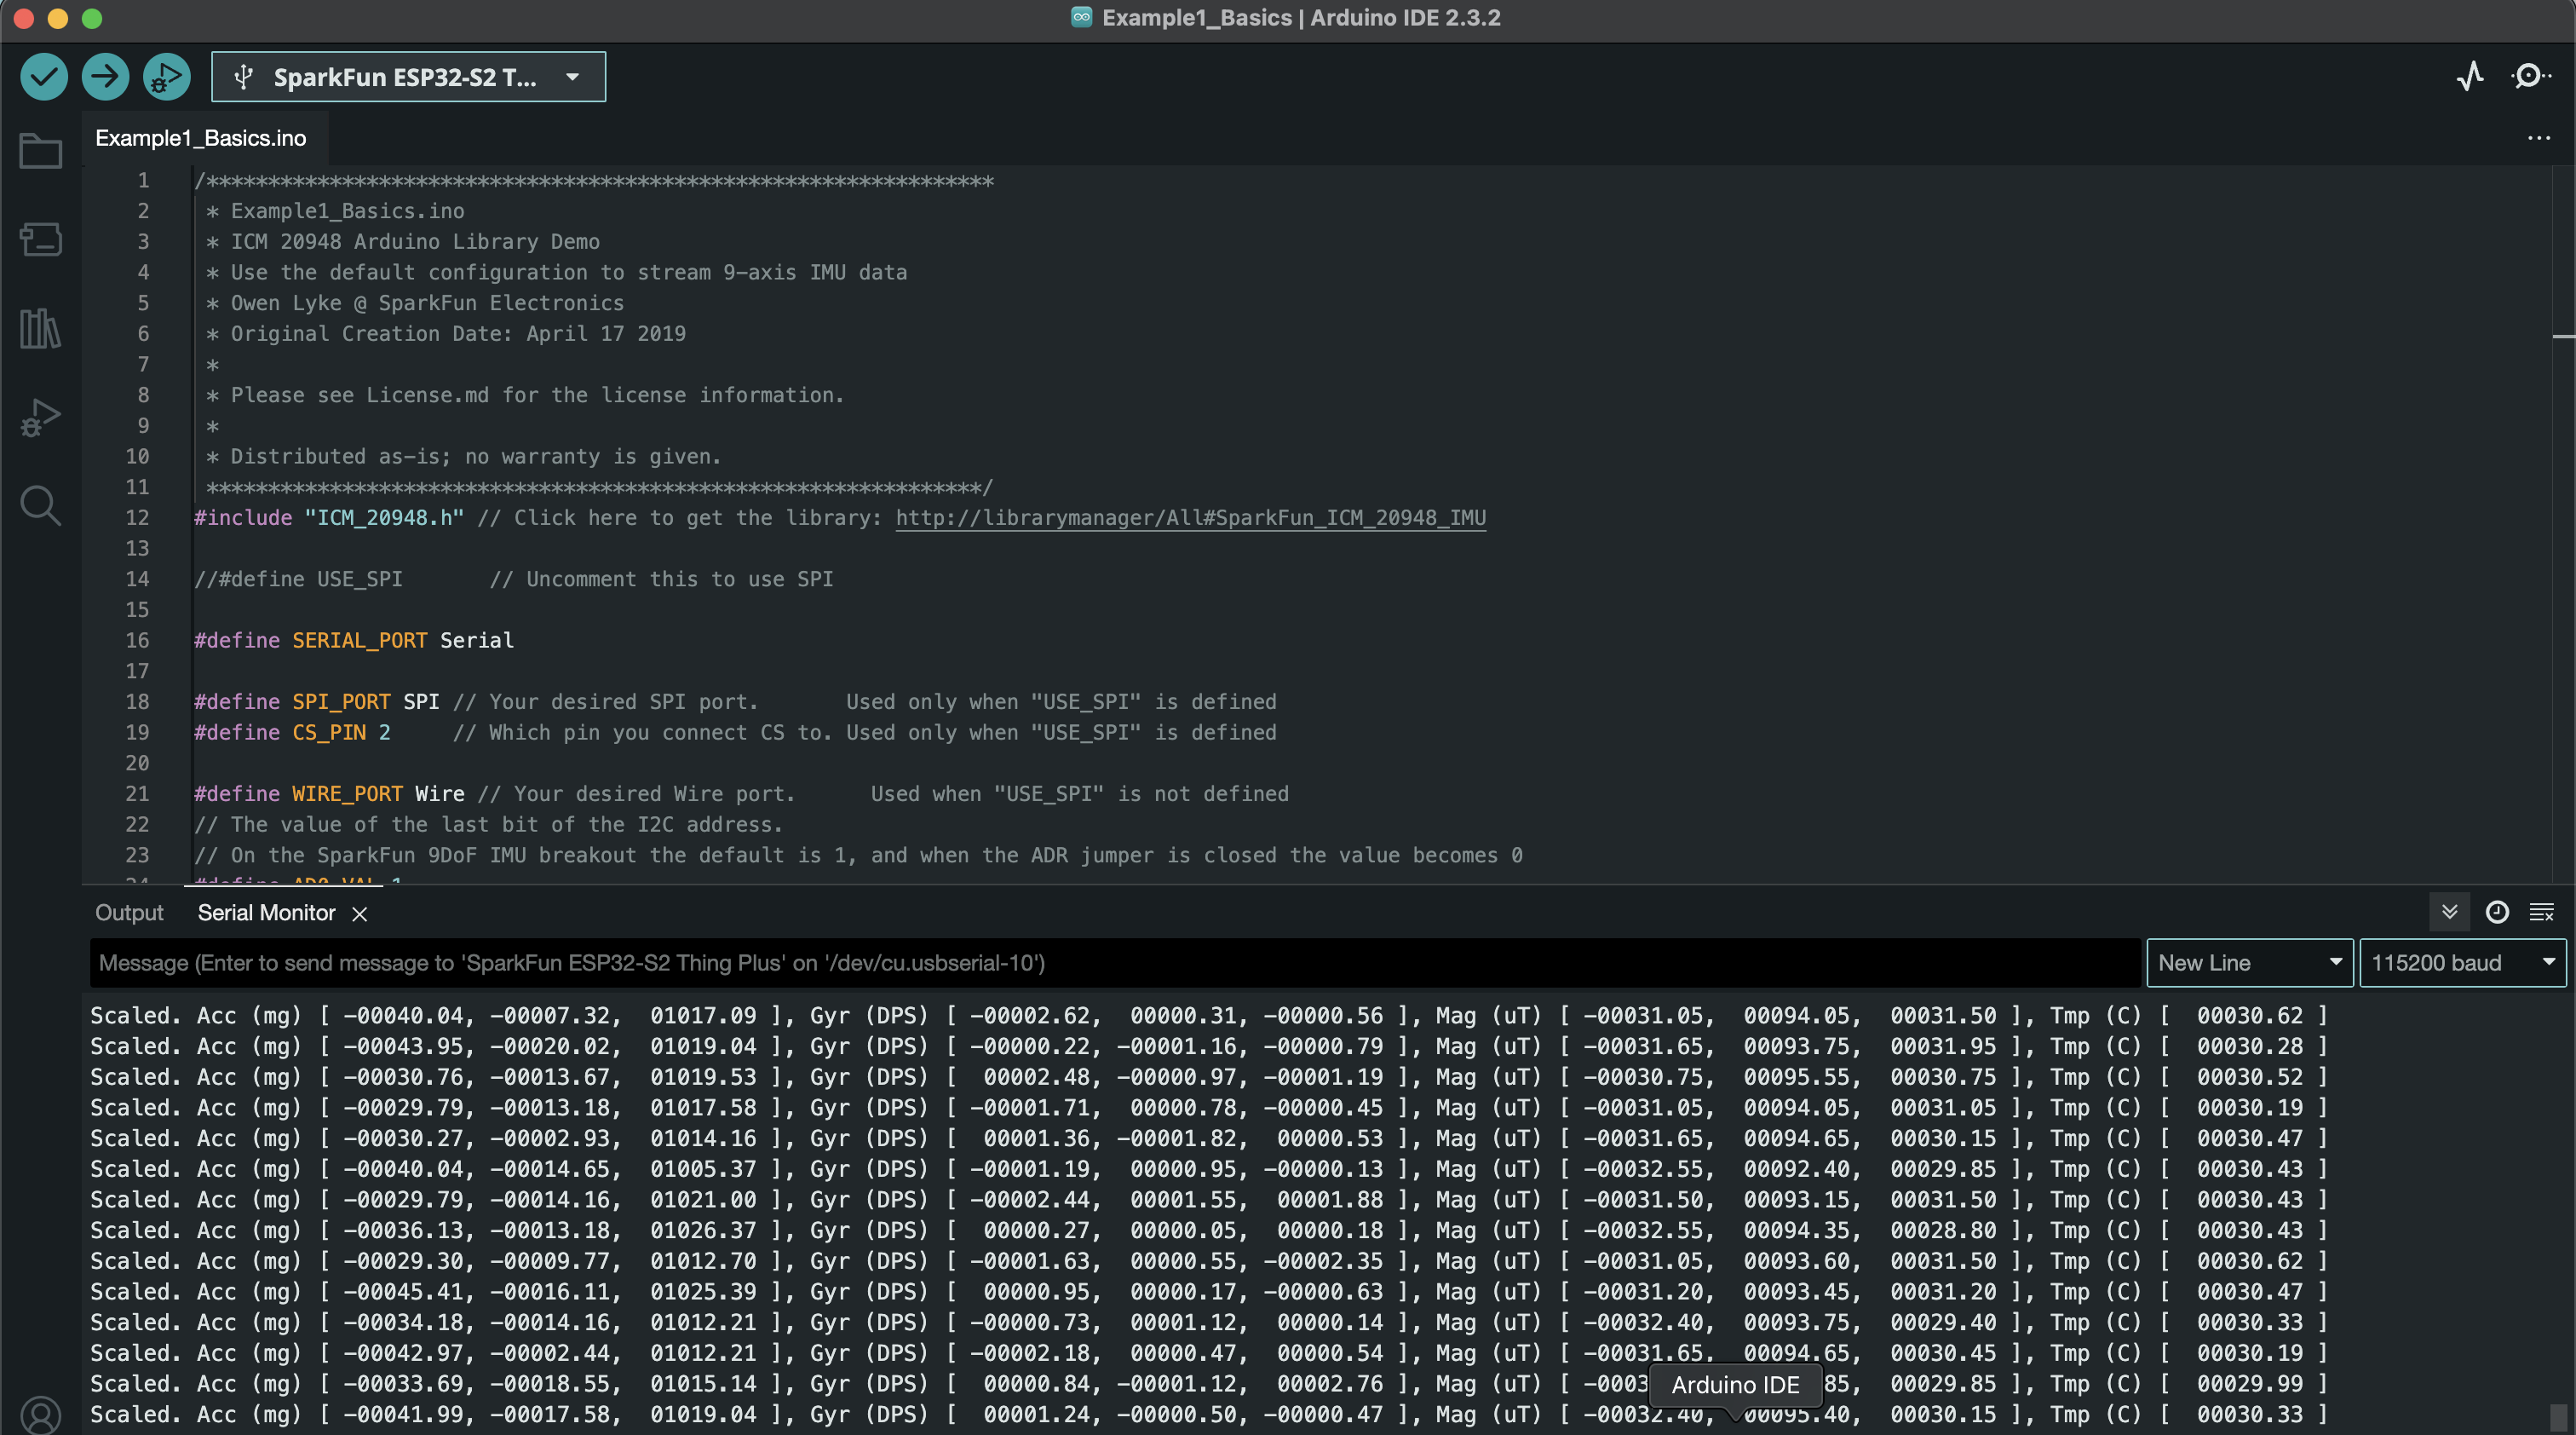 Example1_Basics | Arduino IDE 2.3.2
SparkFun ESP32-S2 T...
Example1_Basics.ino
1 /****************************************************************
2 * Example1_Basics.ino
3 * ICM 20948 Arduino Library Demo
4 * Use the default configuration to stream 9-axis IMU data
5 * Owen Lyke @ SparkFun Electronics
6 * Original Creation Date: April 17 2019
7 *
8 * Please see License.md for the license information.
9 *
10 * Distributed as-is; no warranty is given.
11 ***************************************************************/
12 #include "ICM_20948.h" // Click here to get the library: http://librarymanager/All#SparkFun_ICM_20948_IMU
13
14 //#define USE_SPI       // Uncomment this to use SPI
15
16 #define SERIAL_PORT Serial
17
18 #define SPI_PORT SPI // Your desired SPI port.       Used only when "USE_SPI" is defined
19 #define CS_PIN 2     // Which pin you connect CS to. Used only when "USE_SPI" is defined
20
21 #define WIRE_PORT Wire // Your desired Wire port.      Used when "USE_SPI" is not defined
22 // The value of the last bit of the I2C address.
23 // On the SparkFun 9DoF IMU breakout the default is 1, and when the ADR jumper is closed the value becomes 0
24 #define AD0_VAL 1
Output Serial Monitor
Message (Enter to send message to 'SparkFun ESP32-S2 Thing Plus' on '/dev/cu.usbserial-10') New Line 115200 baud
Scaled. Acc (mg) [ -00040.04, -00007.32,  01017.09 ], Gyr (DPS) [ -00002.62,  00000.31, -00000.56 ], Mag (uT) [ -00031.05,  00094.05,  00031.50 ], Tmp (C) [  00030.62 ]
Scaled. Acc (mg) [ -00043.95, -00020.02,  01019.04 ], Gyr (DPS) [ -00000.22, -00001.16, -00000.79 ], Mag (uT) [ -00031.65,  00093.75,  00031.95 ], Tmp (C) [  00030.28 ]
Scaled. Acc (mg) [ -00030.76, -00013.67,  01019.53 ], Gyr (DPS) [  00002.48, -00000.97, -00001.19 ], Mag (uT) [ -00030.75,  00095.55,  00030.75 ], Tmp (C) [  00030.52 ]
Scaled. Acc (mg) [ -00029.79, -00013.18,  01017.58 ], Gyr (DPS) [ -00001.71,  00000.78, -00000.45 ], Mag (uT) [ -00031.05,  00094.05,  00031.05 ], Tmp (C) [  00030.19 ]
Scaled. Acc (mg) [ -00030.27, -00002.93,  01014.16 ], Gyr (DPS) [  00001.36, -00001.82,  00000.53 ], Mag (uT) [ -00031.65,  00094.65,  00030.15 ], Tmp (C) [  00030.47 ]
Scaled. Acc (mg) [ -00040.04, -00014.65,  01005.37 ], Gyr (DPS) [ -00001.19,  00000.95, -00000.13 ], Mag (uT) [ -00032.55,  00092.40,  00029.85 ], Tmp (C) [  00030.43 ]
Scaled. Acc (mg) [ -00029.79, -00014.16,  01021.00 ], Gyr (DPS) [ -00002.44,  00001.55,  00001.88 ], Mag (uT) [ -00031.50,  00093.15,  00031.50 ], Tmp (C) [  00030.43 ]
Scaled. Acc (mg) [ -00036.13, -00013.18,  01026.37 ], Gyr (DPS) [  00000.27,  00000.05,  00000.18 ], Mag (uT) [ -00032.55,  00094.35,  00028.80 ], Tmp (C) [  00030.43 ]
Scaled. Acc (mg) [ -00029.30, -00009.77,  01012.70 ], Gyr (DPS) [ -00001.63,  00000.55, -00002.35 ], Mag (uT) [ -00031.05,  00093.60,  00031.50 ], Tmp (C) [  00030.62 ]
Scaled. Acc (mg) [ -00045.41, -00016.11,  01025.39 ], Gyr (DPS) [  00000.95,  00000.17, -00000.63 ], Mag (uT) [ -00031.20,  00093.45,  00031.20 ], Tmp (C) [  00030.47 ]
Scaled. Acc (mg) [ -00034.18, -00014.16,  01012.21 ], Gyr (DPS) [ -00000.73,  00001.12,  00000.14 ], Mag (uT) [ -00032.40,  00093.75,  00029.40 ], Tmp (C) [  00030.33 ]
Scaled. Acc (mg) [ -00042.97, -00002.44,  01012.21 ], Gyr (DPS) [ -00002.18,  00000.47,  00000.54 ], Mag (uT) [ -00031.65,  00094.65,  00030.45 ], Tmp (C) [  00030.19 ]
Scaled. Acc (mg) [ -00033.69, -00018.55,  01015.14 ], Gyr (DPS) [  00000.84, -00001.12,  00002.76 ], Mag (uT) [ -0003 Arduino IDE 85,  00029.85 ], Tmp (C) [  00029.99 ]
Scaled. Acc (mg) [ -00041.99, -00017.58,  01019.04 ], Gyr (DPS) [  00001.24, -00000.50, -00000.47 ], Mag (uT) [ -00032.40,  00095.40,  00030.15 ], Tmp (C) [  00030.33 ]